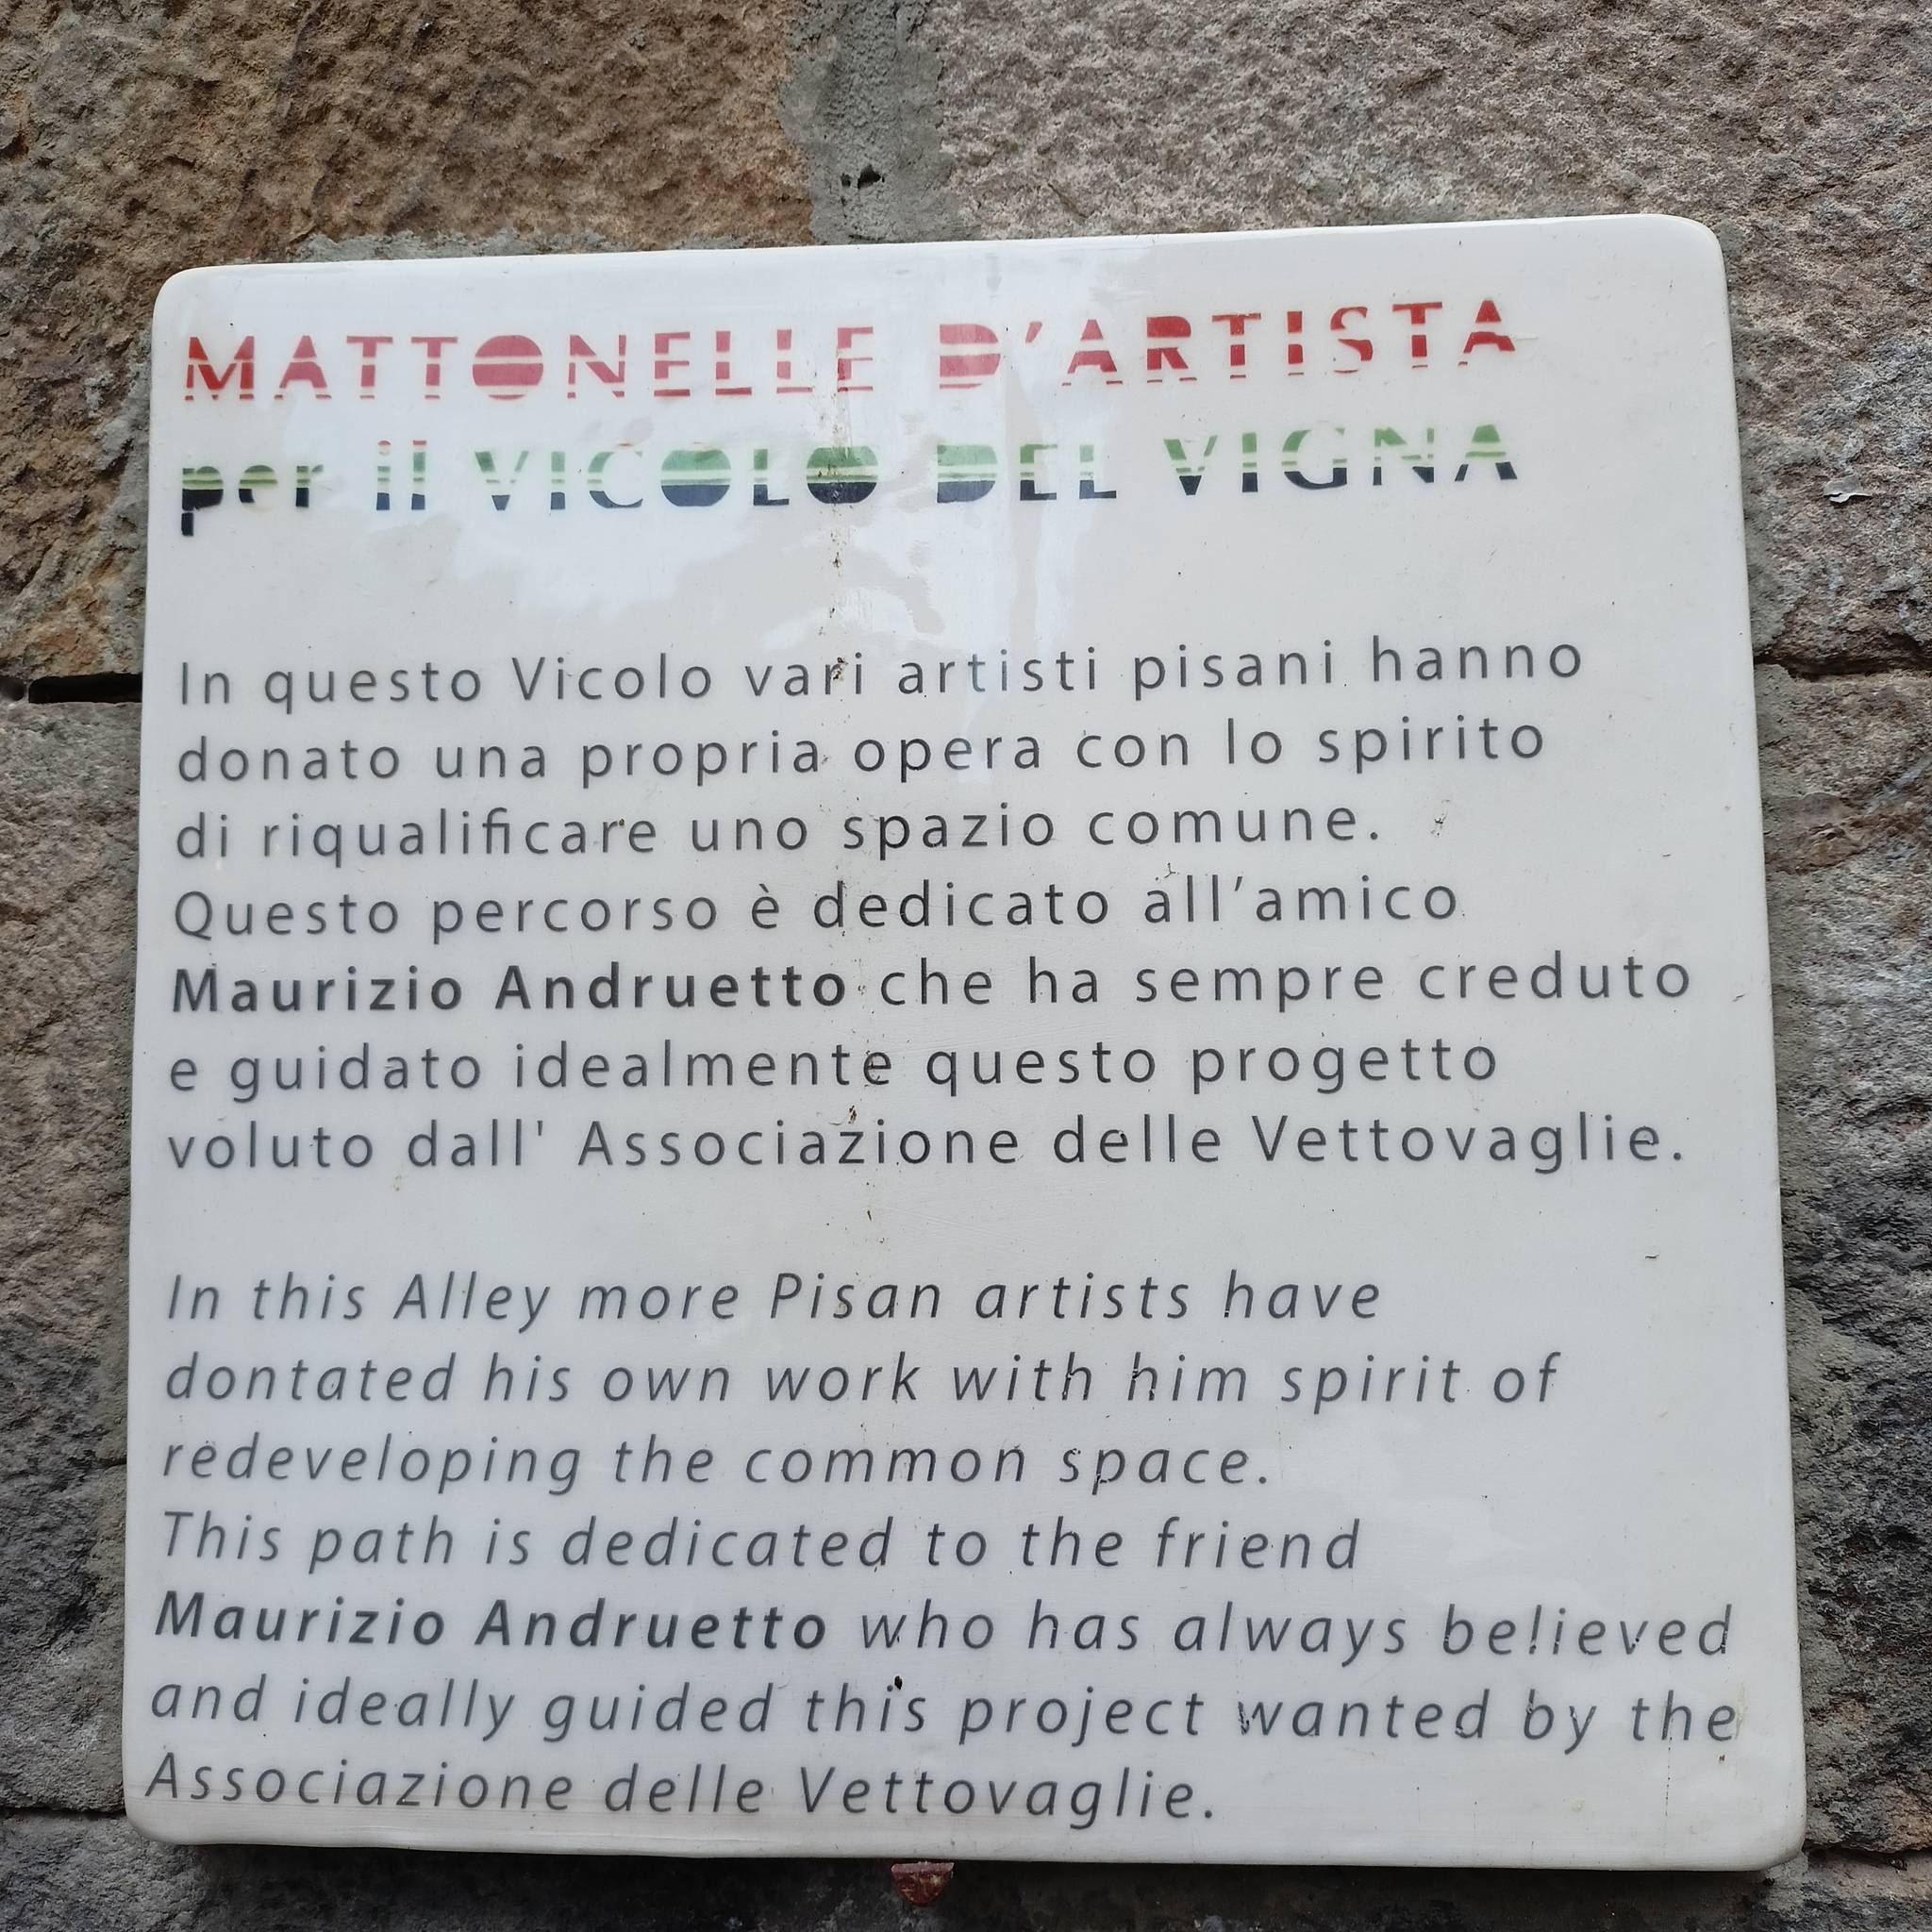 MATTONELLE D'ARTISTA
per il VICOLO DEL VIGNA
In questo Vicolo vari artisti pisani hanno
donato una propria opera con lo spirito
di riqualificare uno spazio comune.
Questo percorso è dedicato all'amico
Maurizio Andruetto che ha sempre creduto
e guidato idealmente questo progetto
voluto dall' Associazione delle Vettovaglie.
In this Alley more Pisan artists have
dontated his own work with him spirit of
redeveloping the common space.
This path is dedicated to the friend
Maurizio Andruetto who has always believed
and ideally guided this project wanted by the
Associazione delle Vettovaglie.